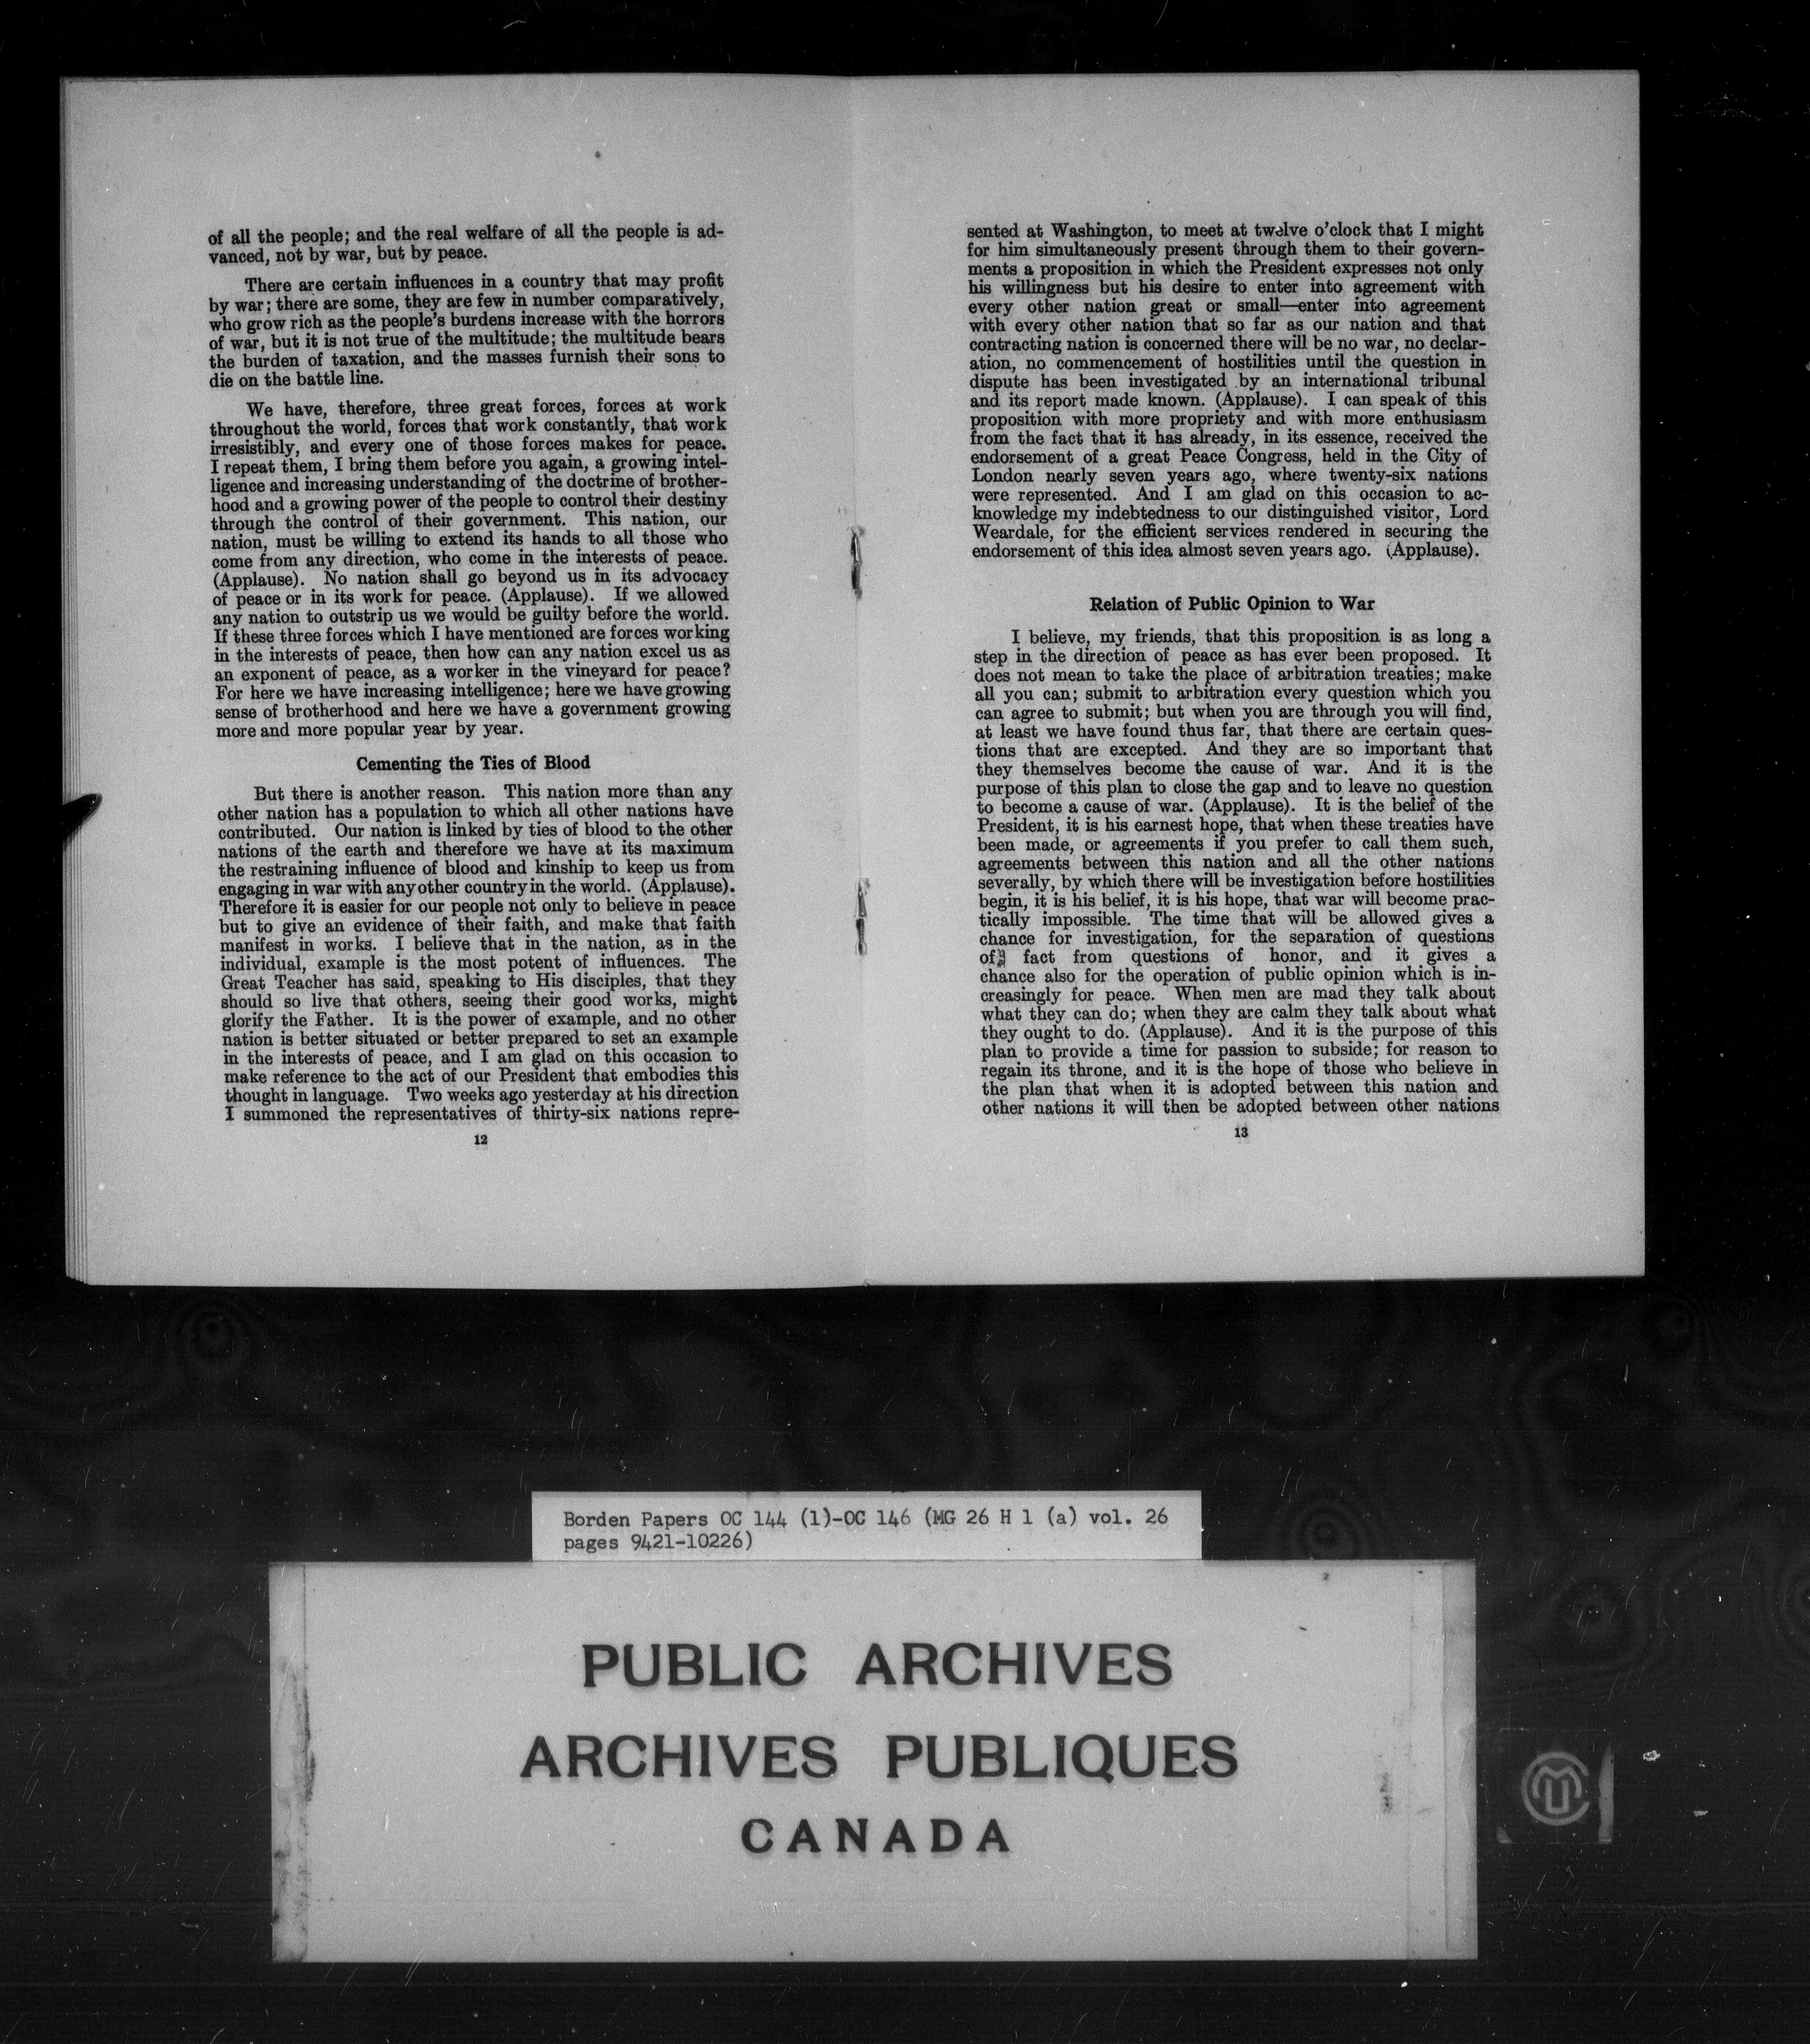 of all the people; and the real welfare of all the people is ad-
vanced, not by war, but by peace.
There are certain influences in a country that may profit
by war; there are some, they are few in number comparatively,
who grow rich as the people's burdens increase with the horrors
of war, but it is not true of the multitude; the multitude bears
the burden of taxation, and the masses furnish their sons to
die on the battle line.
We have, therefore, three great forces, forces at work
throughout the world, forces that work constantly, that work
irresistibly, and every one of those forces makes for peace.
I repeat them, I bring them before you again, a growing intel-
ligence and increasing understanding of the doctrine of brother-
hood and a growing power of the people to control their destiny
through the control of their government. This nation, our
nation, must be willing to extend its hands to all those who
come from any direction, who come in the interests of peace.
(Applause). No nation shall go beyond us in its advocacy
of peace or in its work for peace. (Applause). If we allowed
any nation to outstrip us we would be guilty before the world.
If these three forces which I have mentioned are forces working
in the interests of peace, then how can any nation excel us as
an exponent of peace, as a worker in the vineyard for peace?
For here we have increasing intelligence; here we have growing
sense of brotherhood and here we have a government growing
more and more popular year by year.
Cementing the Ties of Blood
But there is another reason. This nation more than any
other nation has a population to which all other nations have
contributed. Our nation is linked by ties of blood to the other
nations of the earth and therefore we have at its maximum
the restraining influence of blood and kinship to keep us from
engaging in war with any other country in the world. (Applause).
Therefore it is easier for our people not only to believe in peace
but to give an evidence of their faith, and make that faith
manifest in works. I believe that in the nation, as in the
individual, example is the most potent of influences. The
Great Teacher has said, speaking to His disciples, that they
should so live that others, seeing their good works, might
glorify the Father. It is the power of example, and no other
nation is better situated or better prepared to set an example
in the interests of peace, and I am glad on this occasion to
make reference to the act of our President that embodies this
thought in language. Two weeks ago yesterday at his direction
I summoned the representatives of thirty-six nations repre-
12
sented at Washington, to meet at twelve o'clock that I might
for him simultaneously present through them to their govern-
ments a proposition in which the President expresses not only
his willingness but his desire to enter into agreement with
every other nation great or small—enter into agreement
with every other nation that so far as our nation and that
contracting nation is concerned there will be no war, no declar-
ation, no commencement of hostilities until the question in
dispute has been investigated by an international tribunal
and its report made known. (Applause). I can speak of this
proposition with more propriety and with more enthusiasm
from the fact that it has already, in its essence, received the
endorsement of a great Peace Congress, held in the City of
London nearly seven years ago, where twenty-six nations
were represented. And I am glad on this occasion to ac-
knowledge my indebtedness to our distinguished visitor, Lord
Weardale, for the efficient services rendered in securing the
endorsement of this idea almost seven years ago. (Applause).
Relation of Public Opinion to War
I believe, my friends, that this proposition is as long a
step in the direction of peace as has ever been proposed. It
does not mean to take the place of arbitration treaties; make
all you can; submit to arbitration every question which you
can agree to submit; but when you are through you will find,
at least we have found thus far, that there are certain ques-
tions that are excepted. And they are so important that
they themselves become the cause of war. And it is the
purpose of this plan to close the gap and to leave no question
to become a cause of war. (Applause). It is the belief of the
President, it is his earnest hope, that when these treaties have
been made, or agreements if you prefer to call them such,
agreements between this nation and all the other nations
severally, by which there will be investigation before hostilities
begin, it is his belief, it is his hope, that war will become prac-
tically impossible. The time that will be allowed gives a
chance for investigation, for the separation of questions
of fact from questions of honor, and it gives a
chance also for the operation of public opinion which is in-
creasingly for peace. When men are mad they talk about
what they can do; when they are calm they talk about what
they ought to do. (Applause). And it is the purpose of this
plan to provide a time for passion to subside; for reason to
regain its throne, and it is the hope of those who believe in
the plan that when it is adopted between this nation and
other nations it will then be adopted between other nations
13
Borden Papers OC 144 (1)-OC 146 (MG 26 H 1 (a) vol. 26
pages 9421-10226)
PUBLIC ARCHIVES
ARCHIVES PUBLIQUES
CANADA